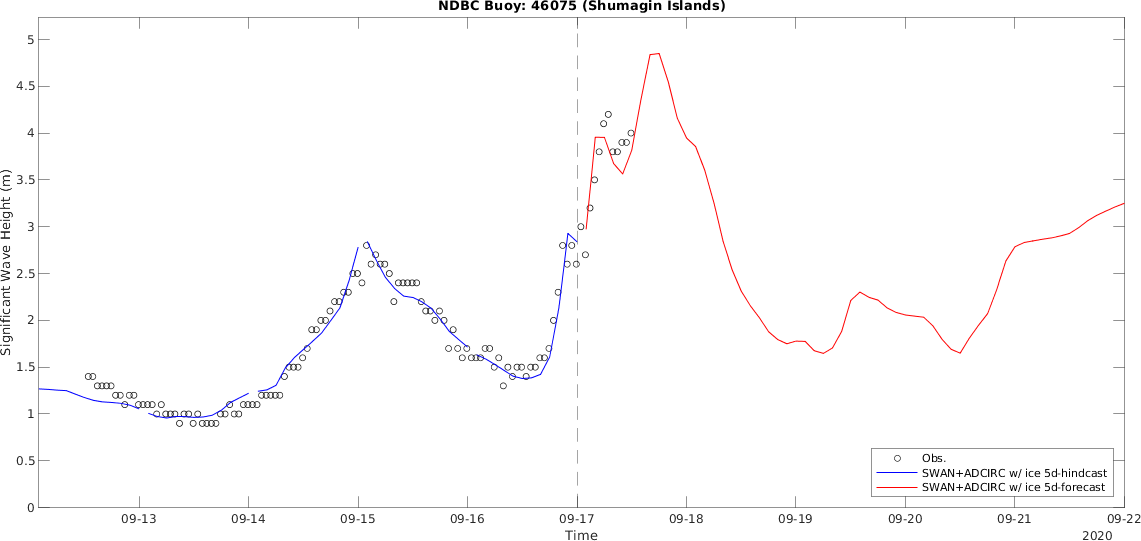 NDBC Buoy: 46075 (Shumagin Islands)
Significant Wave Height (m)
5
4.5
4
3.5
3
2.5
2
1.5
1
0.5
0
09-13 09-14 09-15 09-16 09-17 09-18 09-19 09-20 09-21 09-22
Time
2020
Obs.
SWAN+ADCIRC w/ ice 5d-hindcast
SWAN+ADCIRC w/ ice 5d-forecast